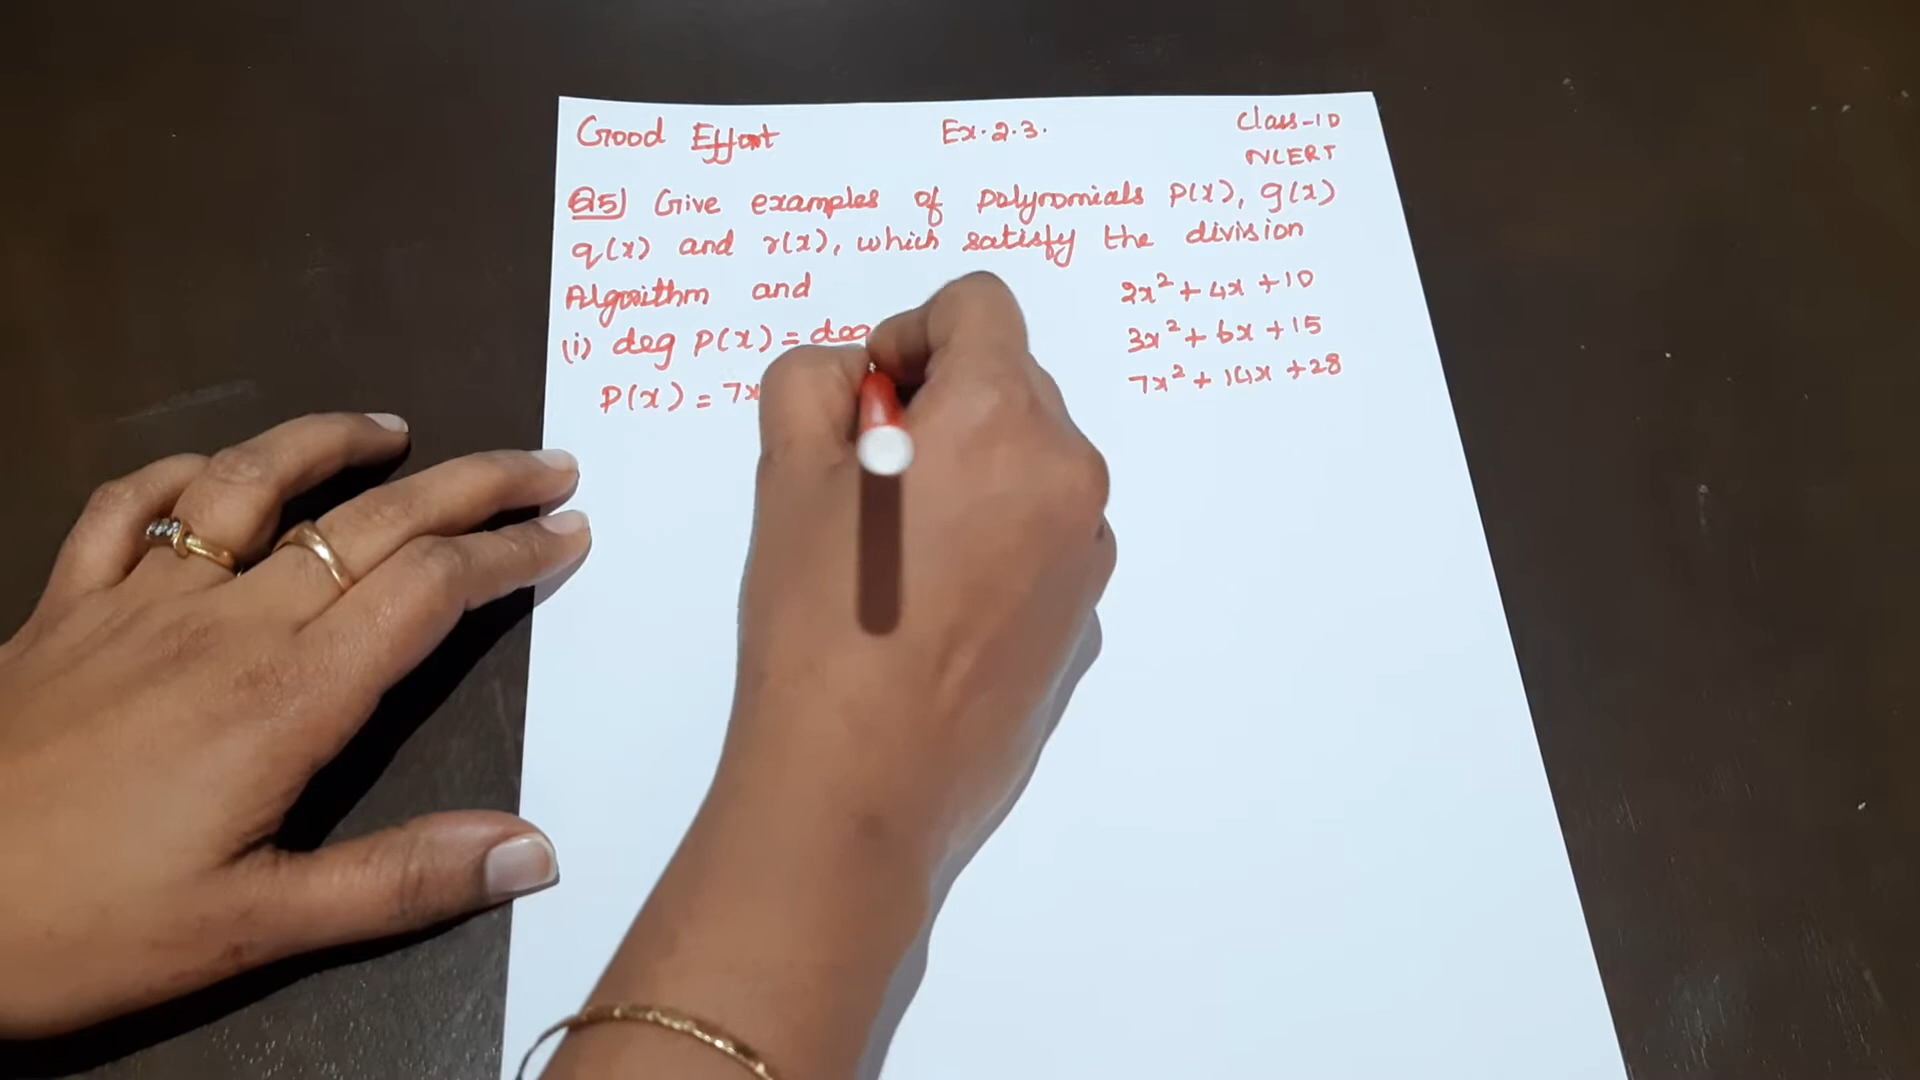 Good Effort
Ex. 2.3.
Class-10
NCERT
Q5) Give examples of polynomials P(x), g(x)
q(x) and r(x), which satisfy the division
Algorithm and
(i) deg P(x) = deg
P(x) = 7x
2x² + 4x + 10
3x² + 6x + 15
7x² + 14x + 28